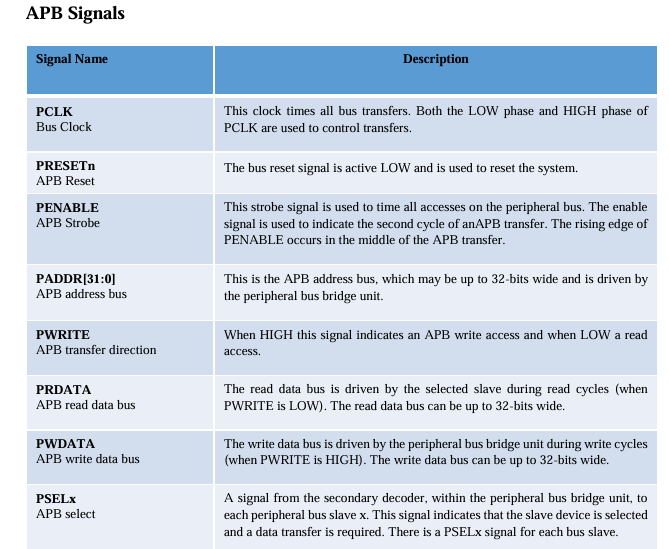 APB Signals
Signal Name
Description
PCLK
Bus Clock
This clock times all bus transfers. Both the LOW phase and HIGH phase of
PCLK are used to control transfers.
PRESETn
APB Reset
The bus reset signal is active LOW and is used to reset the system.
PENABLE
APB Strobe
This strobe signal is used to time all accesses on the peripheral bus. The enable
signal is used to indicate the second cycle of anAPB transfer. The rising edge of
PENABLE occurs in the middle of the APB transfer.
PADDR[31:0]
APB address bus
This is the APB address bus, which may be up to 32-bits wide and is driven by
the peripheral bus bridge unit.
PWRITE
APB transfer direction
When HIGH this signal indicates an APB write access and when LOW a read
access.
PRDATA
APB read data bus
The read data bus is driven by the selected slave during read cycles (when
PWRITE is LOW). The read data bus can be up to 32-bits wide.
PWDATA
APB write data bus
The write data bus is driven by the peripheral bus bridge unit during write cycles
(when PWRITE is HIGH). The write data bus can be up to 32-bits wide.
PSELx
APB select
A signal from the secondary decoder, within the peripheral bus bridge unit, to
each peripheral bus slave x. This signal indicates that the slave device is selected
and a data transfer is required. There is a PSELx signal for each bus slave.